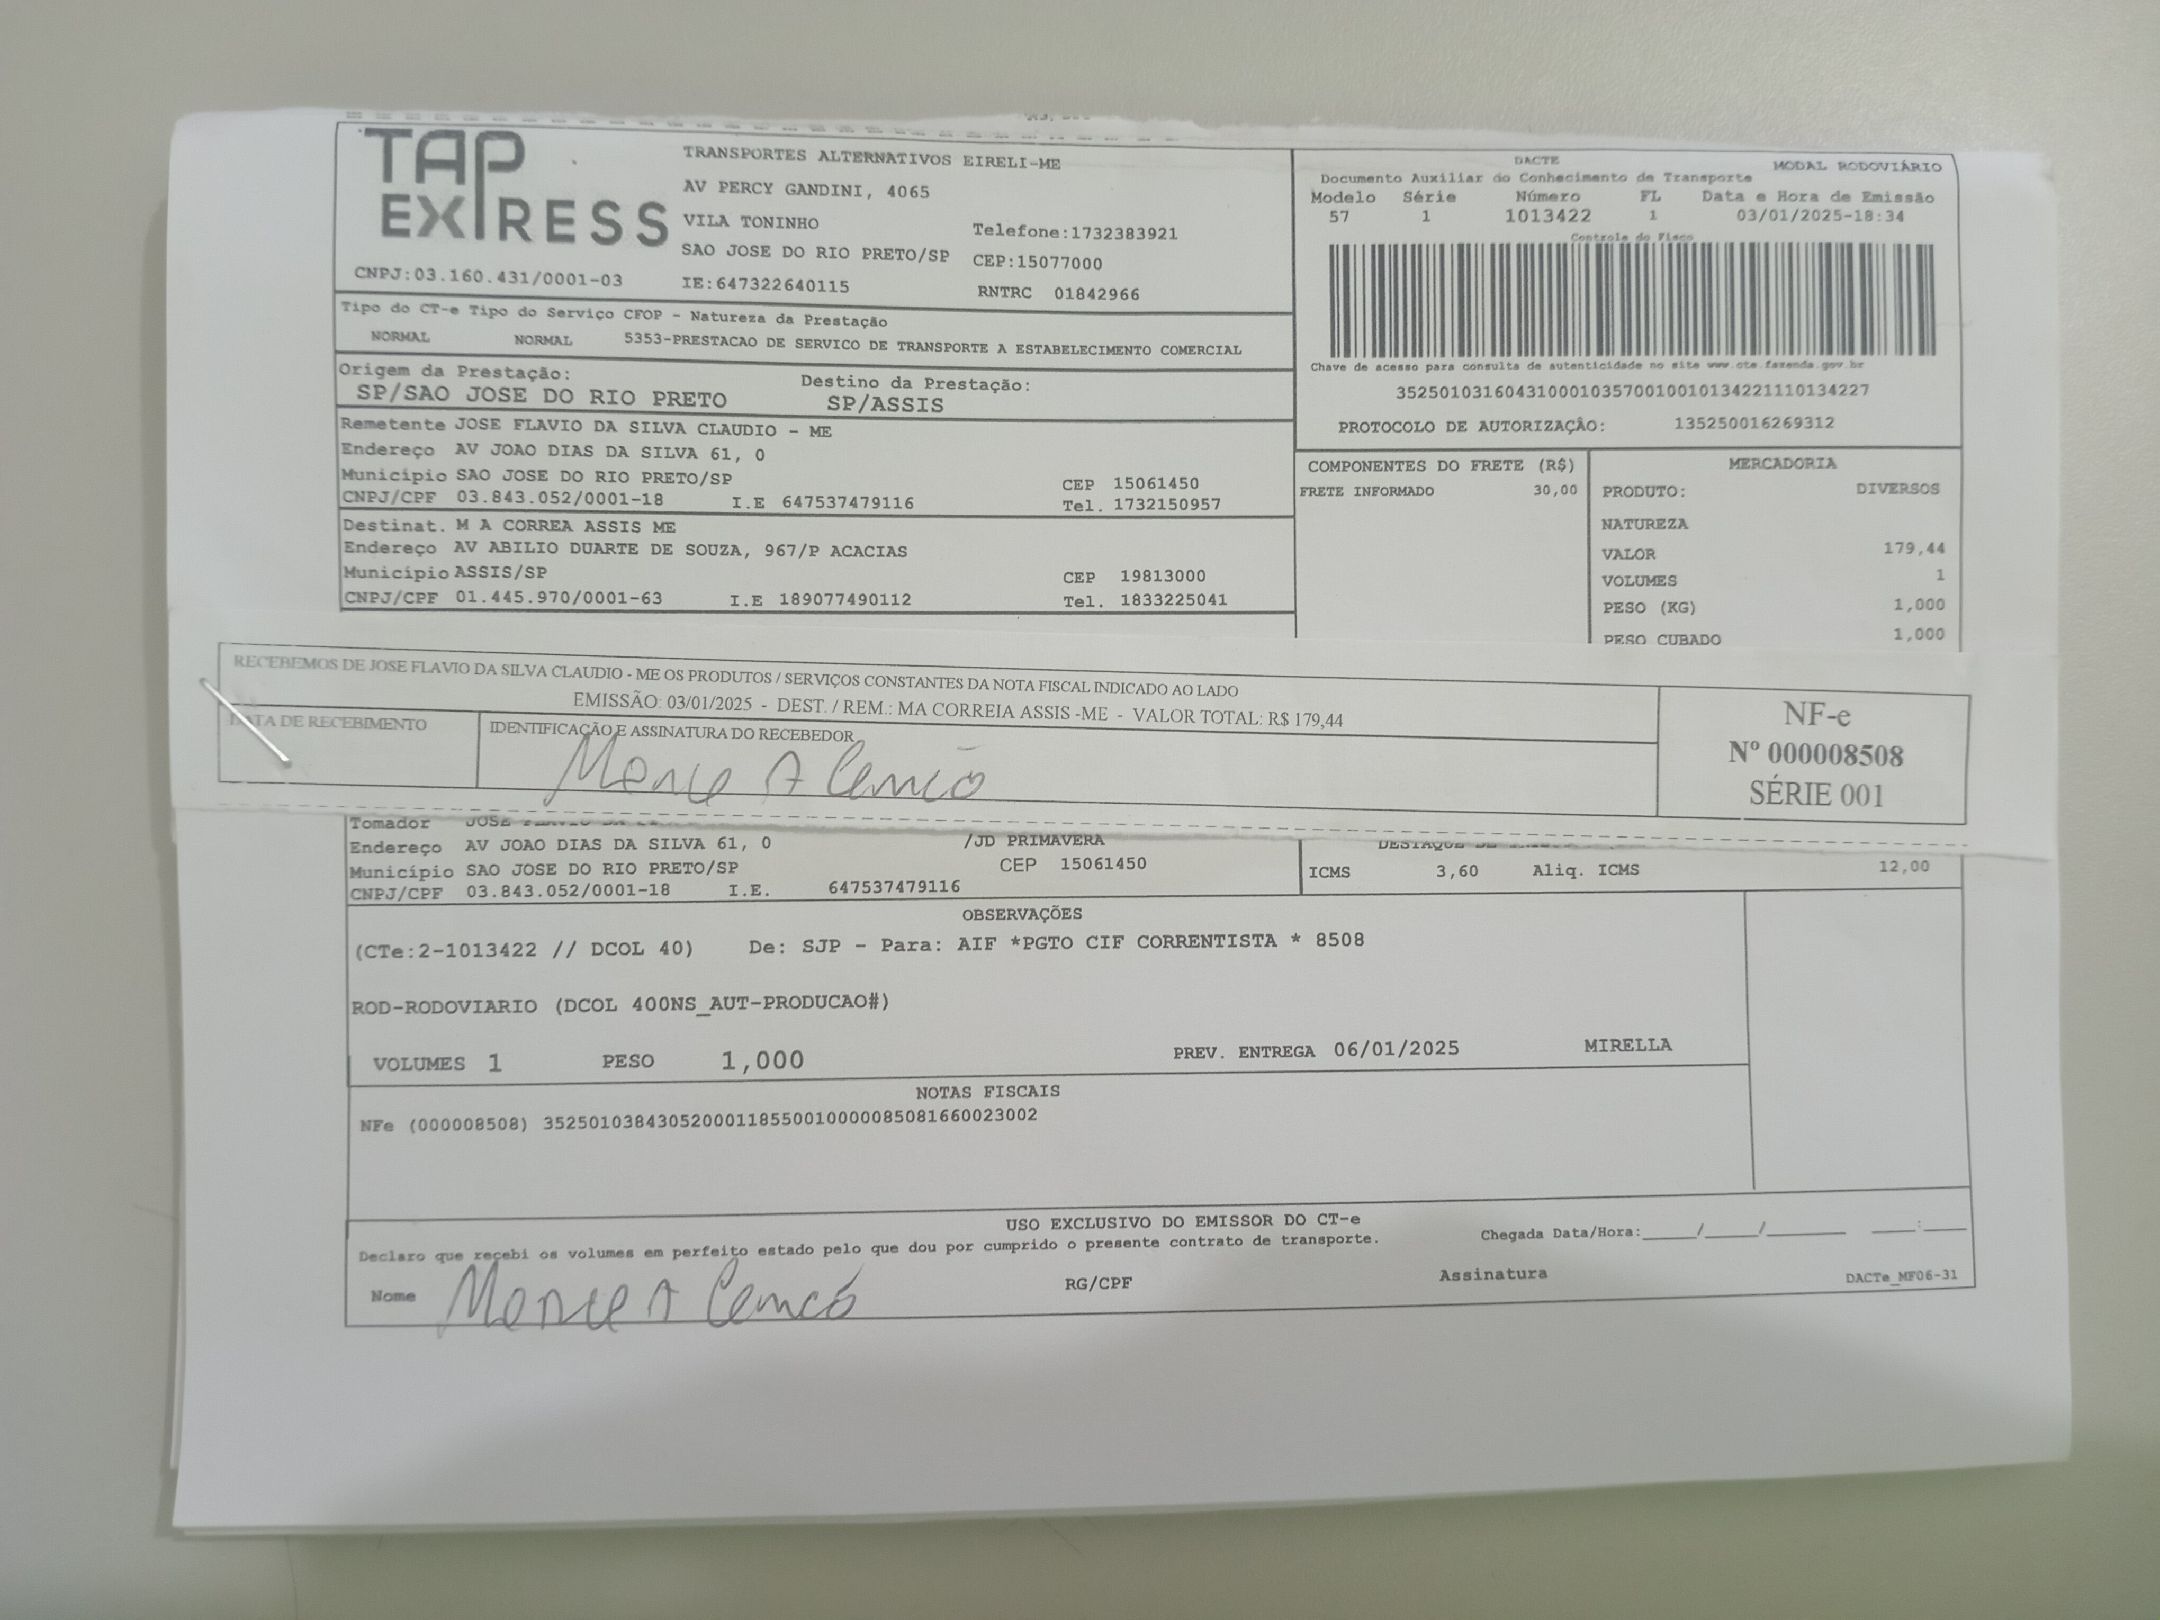 TAP
EXPRESS
TRANSPORTES ALTERNATIVOS EIRELI-ME
AV PERCY GANDINI, 4065
VILA TONINHO
Telefone:1732383921
SAO JOSE DO RIO PRETO/SP CEP:15077000
CNPJ:03.160.431/0001-03 IE:647322640115 RNTRC 01842966
DACTE MODAL RODOVIÁRIO
Documento Auxiliar do Conhecimento de Transporte
Modelo Série Número FL Data e Hora de Emissão
57 1 1013422 1 03/01/2025-18:34
Controle do Fisco
Chave de acesso para consulta de autenticidade no site www.cte.fazenda.gov.br
35250103160431000103570010010134221110134227
PROTOCOLO DE AUTORIZAÇÃO: 135250016269312
Tipo do CT-e Tipo do Serviço CFOP - Natureza da Prestação
NORMAL NORMAL 5353-PRESTACAO DE SERVICO DE TRANSPORTE A ESTABELECIMENTO COMERCIAL
Origem da Prestação: Destino da Prestação:
SP/SAO JOSE DO RIO PRETO SP/ASSIS
Remetente JOSE FLAVIO DA SILVA CLAUDIO - ME
Endereço AV JOAO DIAS DA SILVA 61, 0
Município SAO JOSE DO RIO PRETO/SP CEP 15061450
CNPJ/CPF 03.843.052/0001-18 I.E 647537479116 Tel. 1732150957
Destinat. M A CORREA ASSIS ME
Endereço AV ABILIO DUARTE DE SOUZA, 967/P ACACIAS
Município ASSIS/SP CEP 19813000
CNPJ/CPF 01.445.970/0001-63 I.E 189077490112 Tel. 1833225041
COMPONENTES DO FRETE (R$)
FRETE INFORMADO 30,00
MERCADORIA
PRODUTO: DIVERSOS
NATUREZA
VALOR 179,44
VOLUMES 1
PESO (KG) 1,000
PESO CUBADO 1,000
RECEBEMOS DE JOSE FLAVIO DA SILVA CLAUDIO - ME OS PRODUTOS / SERVIÇOS CONSTANTES DA NOTA FISCAL INDICADO AO LADO
EMISSÃO: 03/01/2025 - DEST. / REM.: MA CORREIA ASSIS -ME - VALOR TOTAL: R$ 179,44
DATA DE RECEBIMENTO IDENTIFICAÇÃO E ASSINATURA DO RECEBEDOR
NF-e
Nº 000008508
SÉRIE 001
Tomador JOSE
Endereço AV JOAO DIAS DA SILVA 61, 0 /JD PRIMAVERA
Município SAO JOSE DO RIO PRETO/SP CEP 15061450
CNPJ/CPF 03.843.052/0001-18 I.E. 647537479116
DESTAQUE DE
ICMS 3,60 Aliq. ICMS 12,00
OBSERVAÇÕES
(CTe:2-1013422 // DCOL 40) De: SJP - Para: AIF *PGTO CIF CORRENTISTA * 8508
ROD-RODOVIARIO (DCOL 400NS_AUT-PRODUCAO#)
VOLUMES 1 PESO 1,000 PREV. ENTREGA 06/01/2025 MIRELLA
NOTAS FISCAIS
NFe (000008508) 35250103843052000118550010000085081660023002
USO EXCLUSIVO DO EMISSOR DO CT-e
Declaro que recebi os volumes em perfeito estado pelo que dou por cumprido o presente contrato de transporte.
Chegada Data/Hora:_____/_____/________ ____:____
Nome RG/CPF Assinatura DACTe_MF06-31